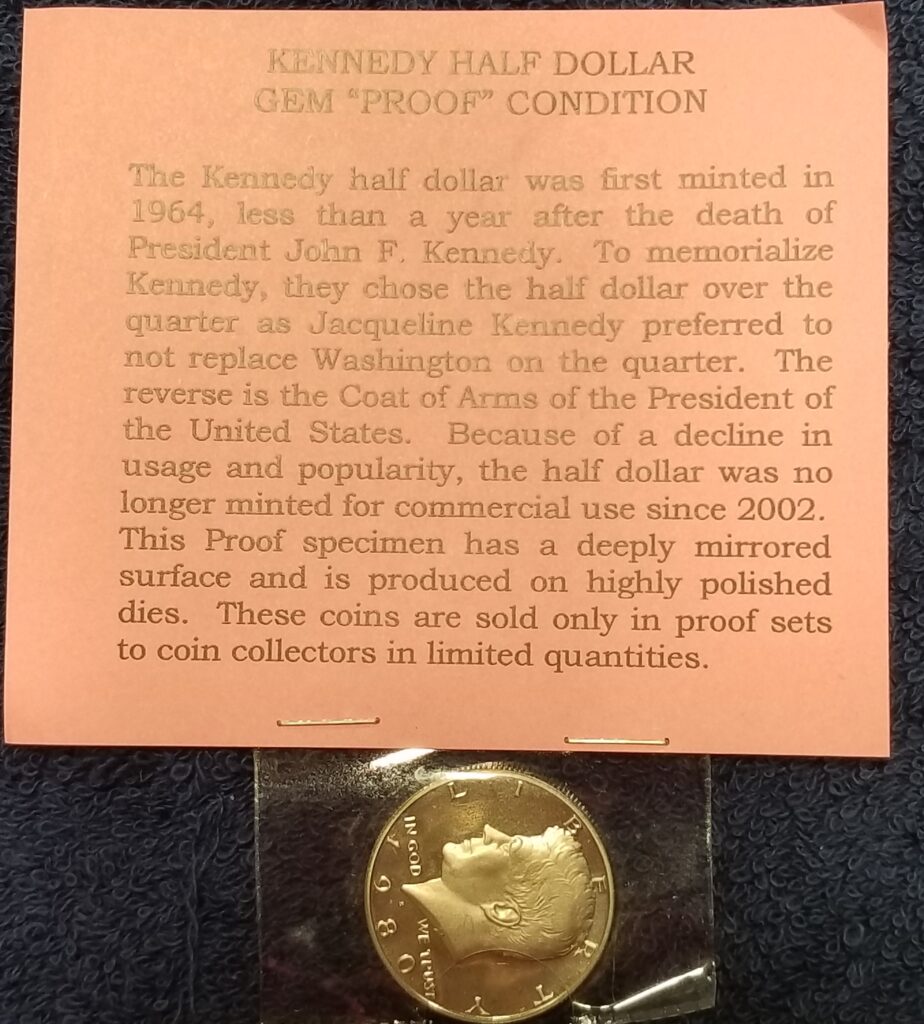 KENNEDY HALF DOLLAR
GEM “PROOF” CONDITION
The Kennedy half dollar was first minted in
1964, less than a year after the death of
President John F. Kennedy. To memorialize
Kennedy, they chose the half dollar over the
quarter as Jacqueline Kennedy preferred to
not replace Washington on the quarter. The
reverse is the Coat of Arms of the President of
the United States. Because of a decline in
usage and popularity, the half dollar was no
longer minted for commercial use since 2002.
This Proof specimen has a deeply mirrored
surface and is produced on highly polished
dies. These coins are sold only in proof sets
to coin collectors in limited quantities.
LIBERTY
IN GOD WE TRUST
1980